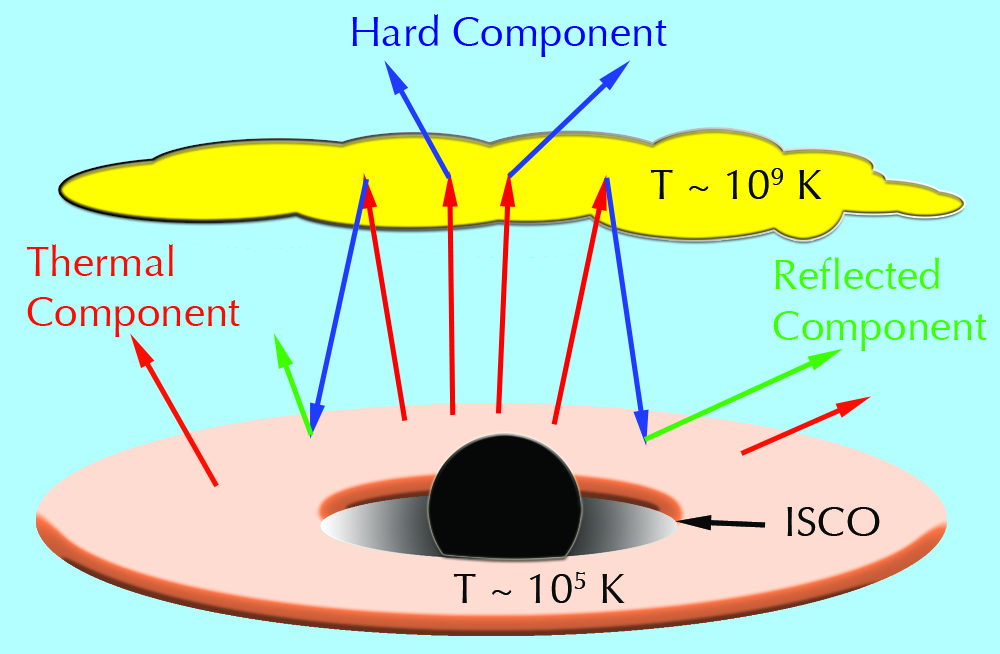 Hard Component
T ~ 10⁹ K
Thermal
Component
Reflected
Component
ISCO
T ~ 10⁵ K